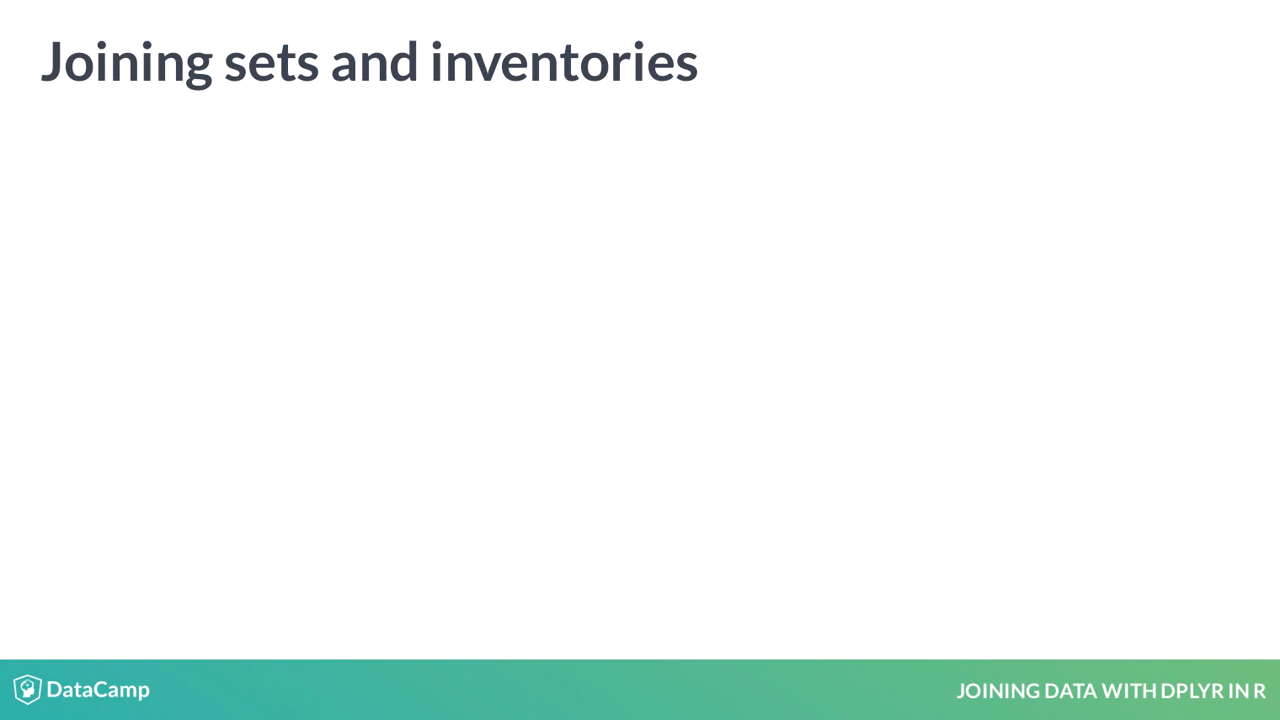 Joining sets and inventories
DataCamp
JOINING DATA WITH DPLYR IN R